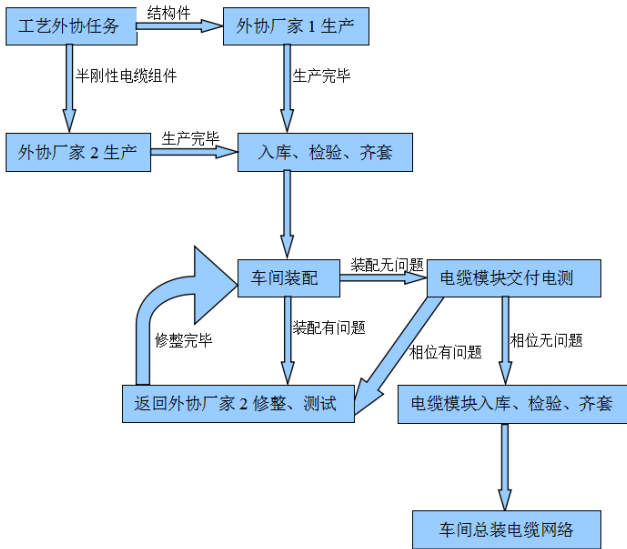 工艺外协任务
结构件
外协厂家 1 生产
半刚性电缆组件
生产完毕
外协厂家 2 生产
生产完毕
入库、检验、齐套
车间装配
装配无问题
电缆模块交付电测
修整完毕
装配有问题
相位有问题
相位无问题
返回外协厂家 2 修整、测试
电缆模块入库、检验、齐套
车间总装电缆网络